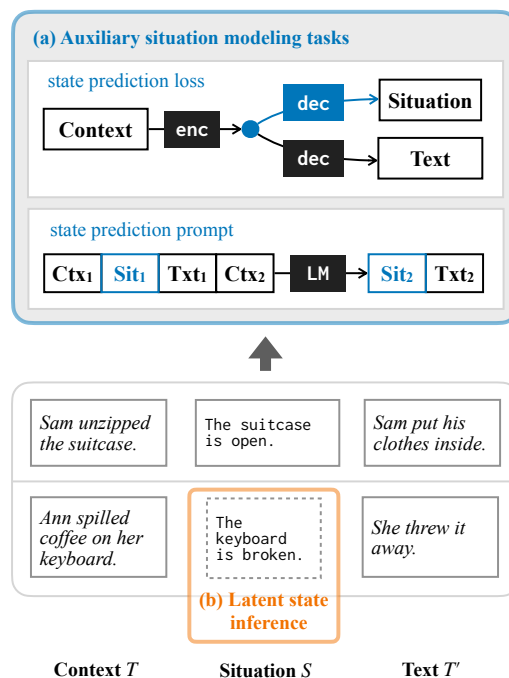 (a) Auxiliary situation modeling tasks
state prediction loss
Context
enc
dec
Situation
dec
Text
state prediction prompt
Ctx₁ Sit₁ Txt₁ Ctx₂ LM Sit₂ Txt₂
Sam unzipped
the suitcase.
The suitcase
is open.
Sam put his
clothes inside.
Ann spilled
coffee on her
keyboard.
The
keyboard
is broken.
She threw it
away.
(b) Latent state
inference
Context T
Situation S
Text T′